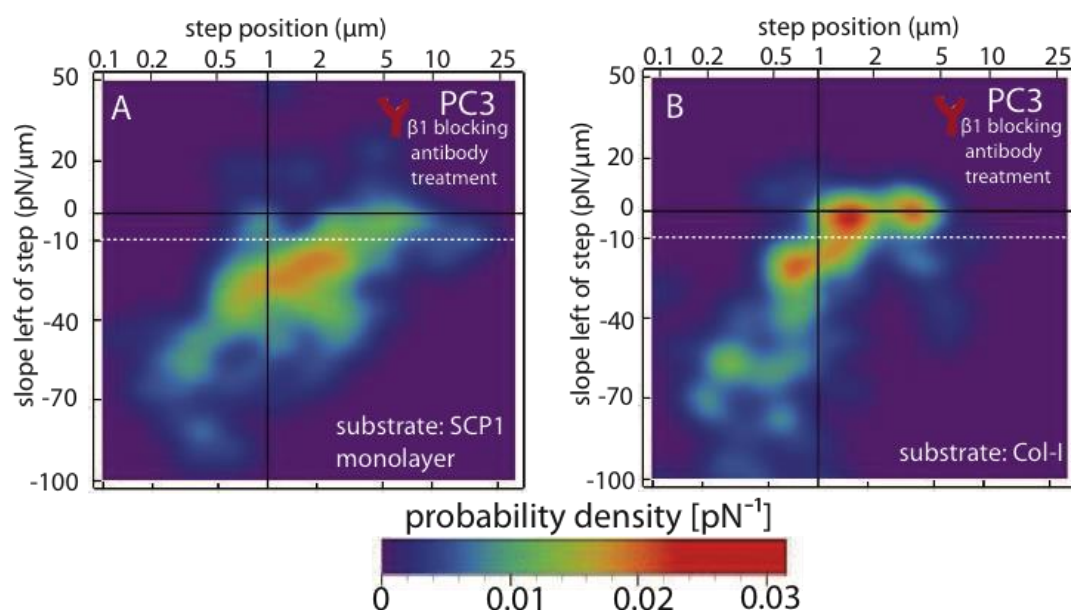 step position (µm)
0.1 0.2 0.5 1 2 5 10 25
slope left of step (pN/µm)
50
20
0
-10
-40
-70
-100
A
PC3
β1 blocking
antibody
treatment
substrate: SCP1
monolayer
step position (µm)
0.1 0.2 0.5 1 2 5 10 25
slope left of step (pN/µm)
50
20
0
-10
-40
-70
-100
B
PC3
β1 blocking
antibody
treatment
substrate: Col-I
probability density [pN⁻¹]
0 0.01 0.02 0.03